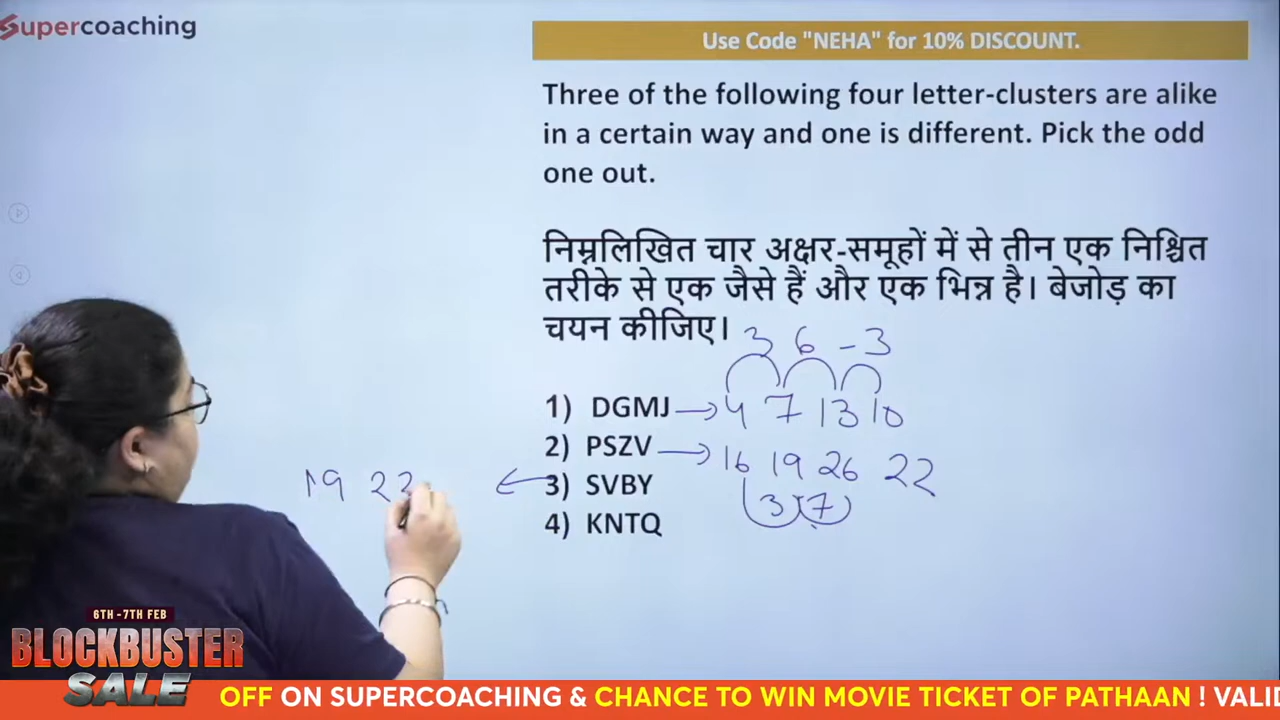 Supercoaching
Use Code "NEHA" for 10% DISCOUNT.
Three of the following four letter-clusters are alike
in a certain way and one is different. Pick the odd
one out.
निम्नलिखित चार अक्षर-समूहों में से तीन एक निश्चित
तरीके से एक जैसे हैं और एक भिन्न है। बेजोड़ का
चयन कीजिए।
3 6 -3
1) DGMJ → 4 7 13 10
2) PSZV → 16 19 26 22
19 22 ← 3) SVBY
3 7
4) KNTQ
6TH -7TH FEB
BLOCKBUSTER
SALE
OFF ON SUPERCOACHING & CHANCE TO WIN MOVIE TICKET OF PATHAAN ! VALID